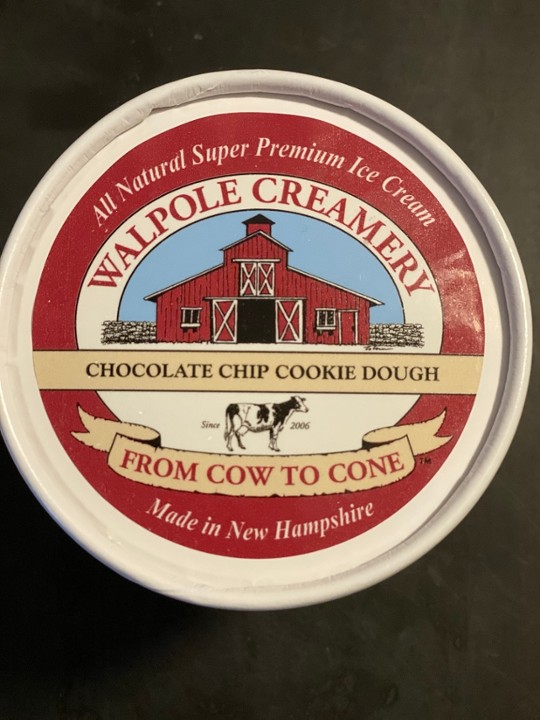 All Natural Super Premium Ice Cream
WALPOLE CREAMERY
CHOCOLATE CHIP COOKIE DOUGH
Since 2006
FROM COW TO CONE ™
Made in New Hampshire